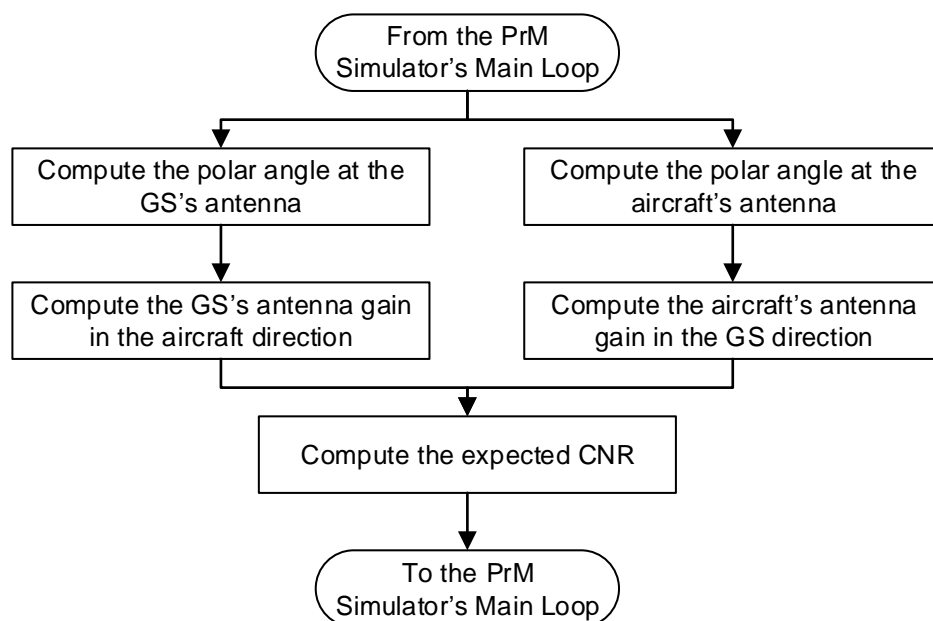 From the PrM
Simulator's Main Loop
Compute the polar angle at the
GS's antenna
Compute the polar angle at the
aircraft's antenna
Compute the GS's antenna gain
in the aircraft direction
Compute the aircraft's antenna
gain in the GS direction
Compute the expected CNR
To the PrM
Simulator's Main Loop